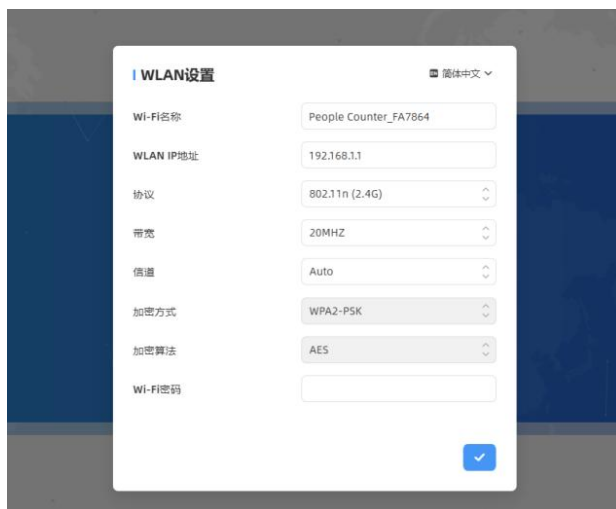 WLAN设置
简体中文
Wi-Fi名称 People Counter_FA7864
WLAN IP地址 192.168.1.1
协议 802.11n (2.4G)
带宽 20MHZ
信道 Auto
加密方式 WPA2-PSK
加密算法 AES
Wi-Fi密码